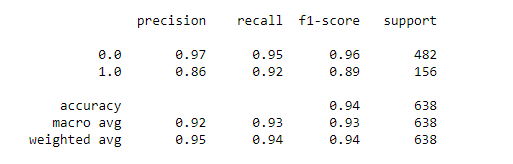 precision recall f1-score support
0.0 0.97 0.95 0.96 482
1.0 0.86 0.92 0.89 156
accuracy 0.94 638
macro avg 0.92 0.93 0.93 638
weighted avg 0.95 0.94 0.94 638